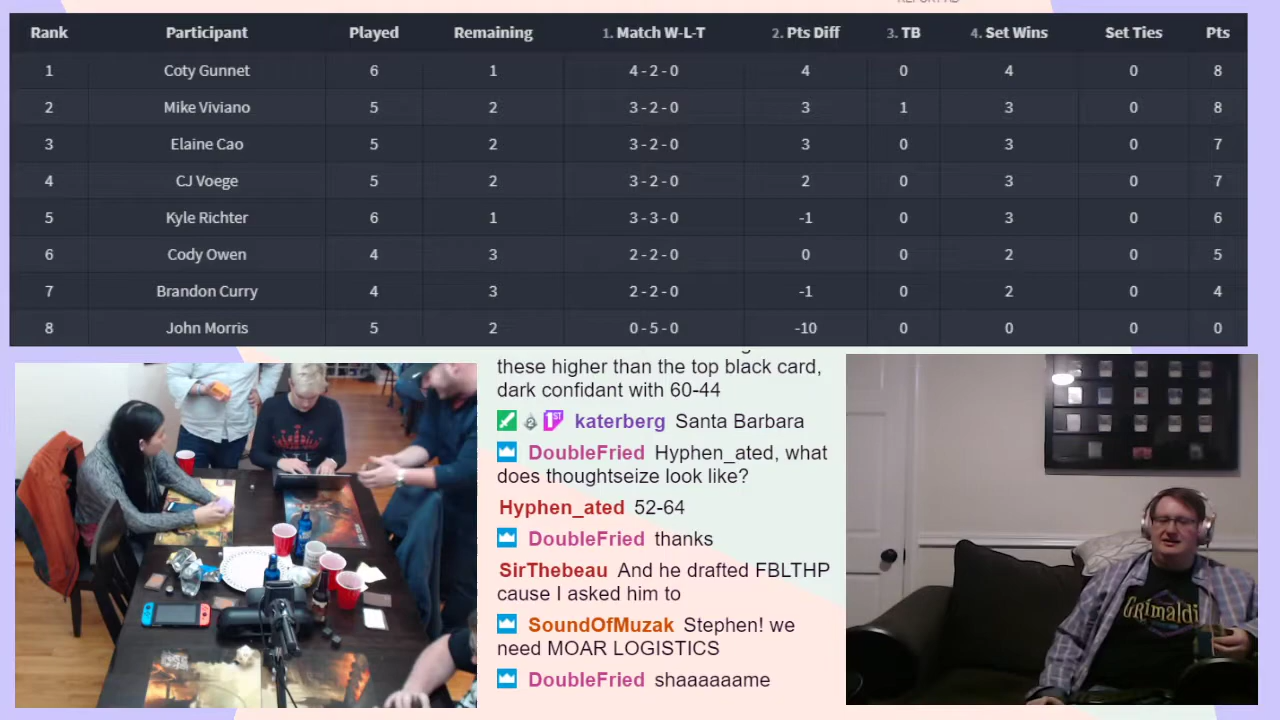 Rank Participant Played Remaining 1. Match W-L-T 2. Pts Diff 3. TB 4. Set Wins Set Ties Pts
1 Coty Gunnet 6 1 4 - 2 - 0 4 0 4 0 8
2 Mike Viviano 5 2 3 - 2 - 0 3 1 3 0 8
3 Elaine Cao 5 2 3 - 2 - 0 3 0 3 0 7
4 CJ Voege 5 2 3 - 2 - 0 2 0 3 0 7
5 Kyle Richter 6 1 3 - 3 - 0 -1 0 3 0 6
6 Cody Owen 4 3 2 - 2 - 0 0 0 2 0 5
7 Brandon Curry 4 3 2 - 2 - 0 -1 0 2 0 4
8 John Morris 5 2 0 - 5 - 0 -10 0 0 0 0
these higher than the top black card,
dark confidant with 60-44
1ST katerberg Santa Barbara
DoubleFried Hyphen_ated, what
does thoughtseize look like?
Hyphen_ated 52-64
DoubleFried thanks
SirThebeau And he drafted FBLTHP
cause I asked him to
SoundOfMuzak Stephen! we
need MOAR LOGISTICS
DoubleFried shaaaaaame
GRimaldi